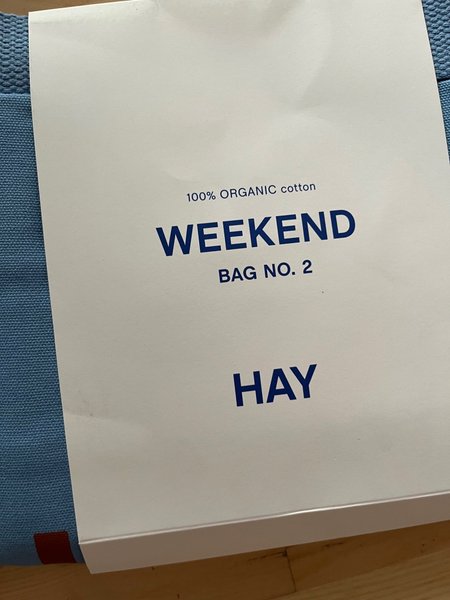 100% ORGANIC cotton
WEEKEND
BAG NO. 2
HAY